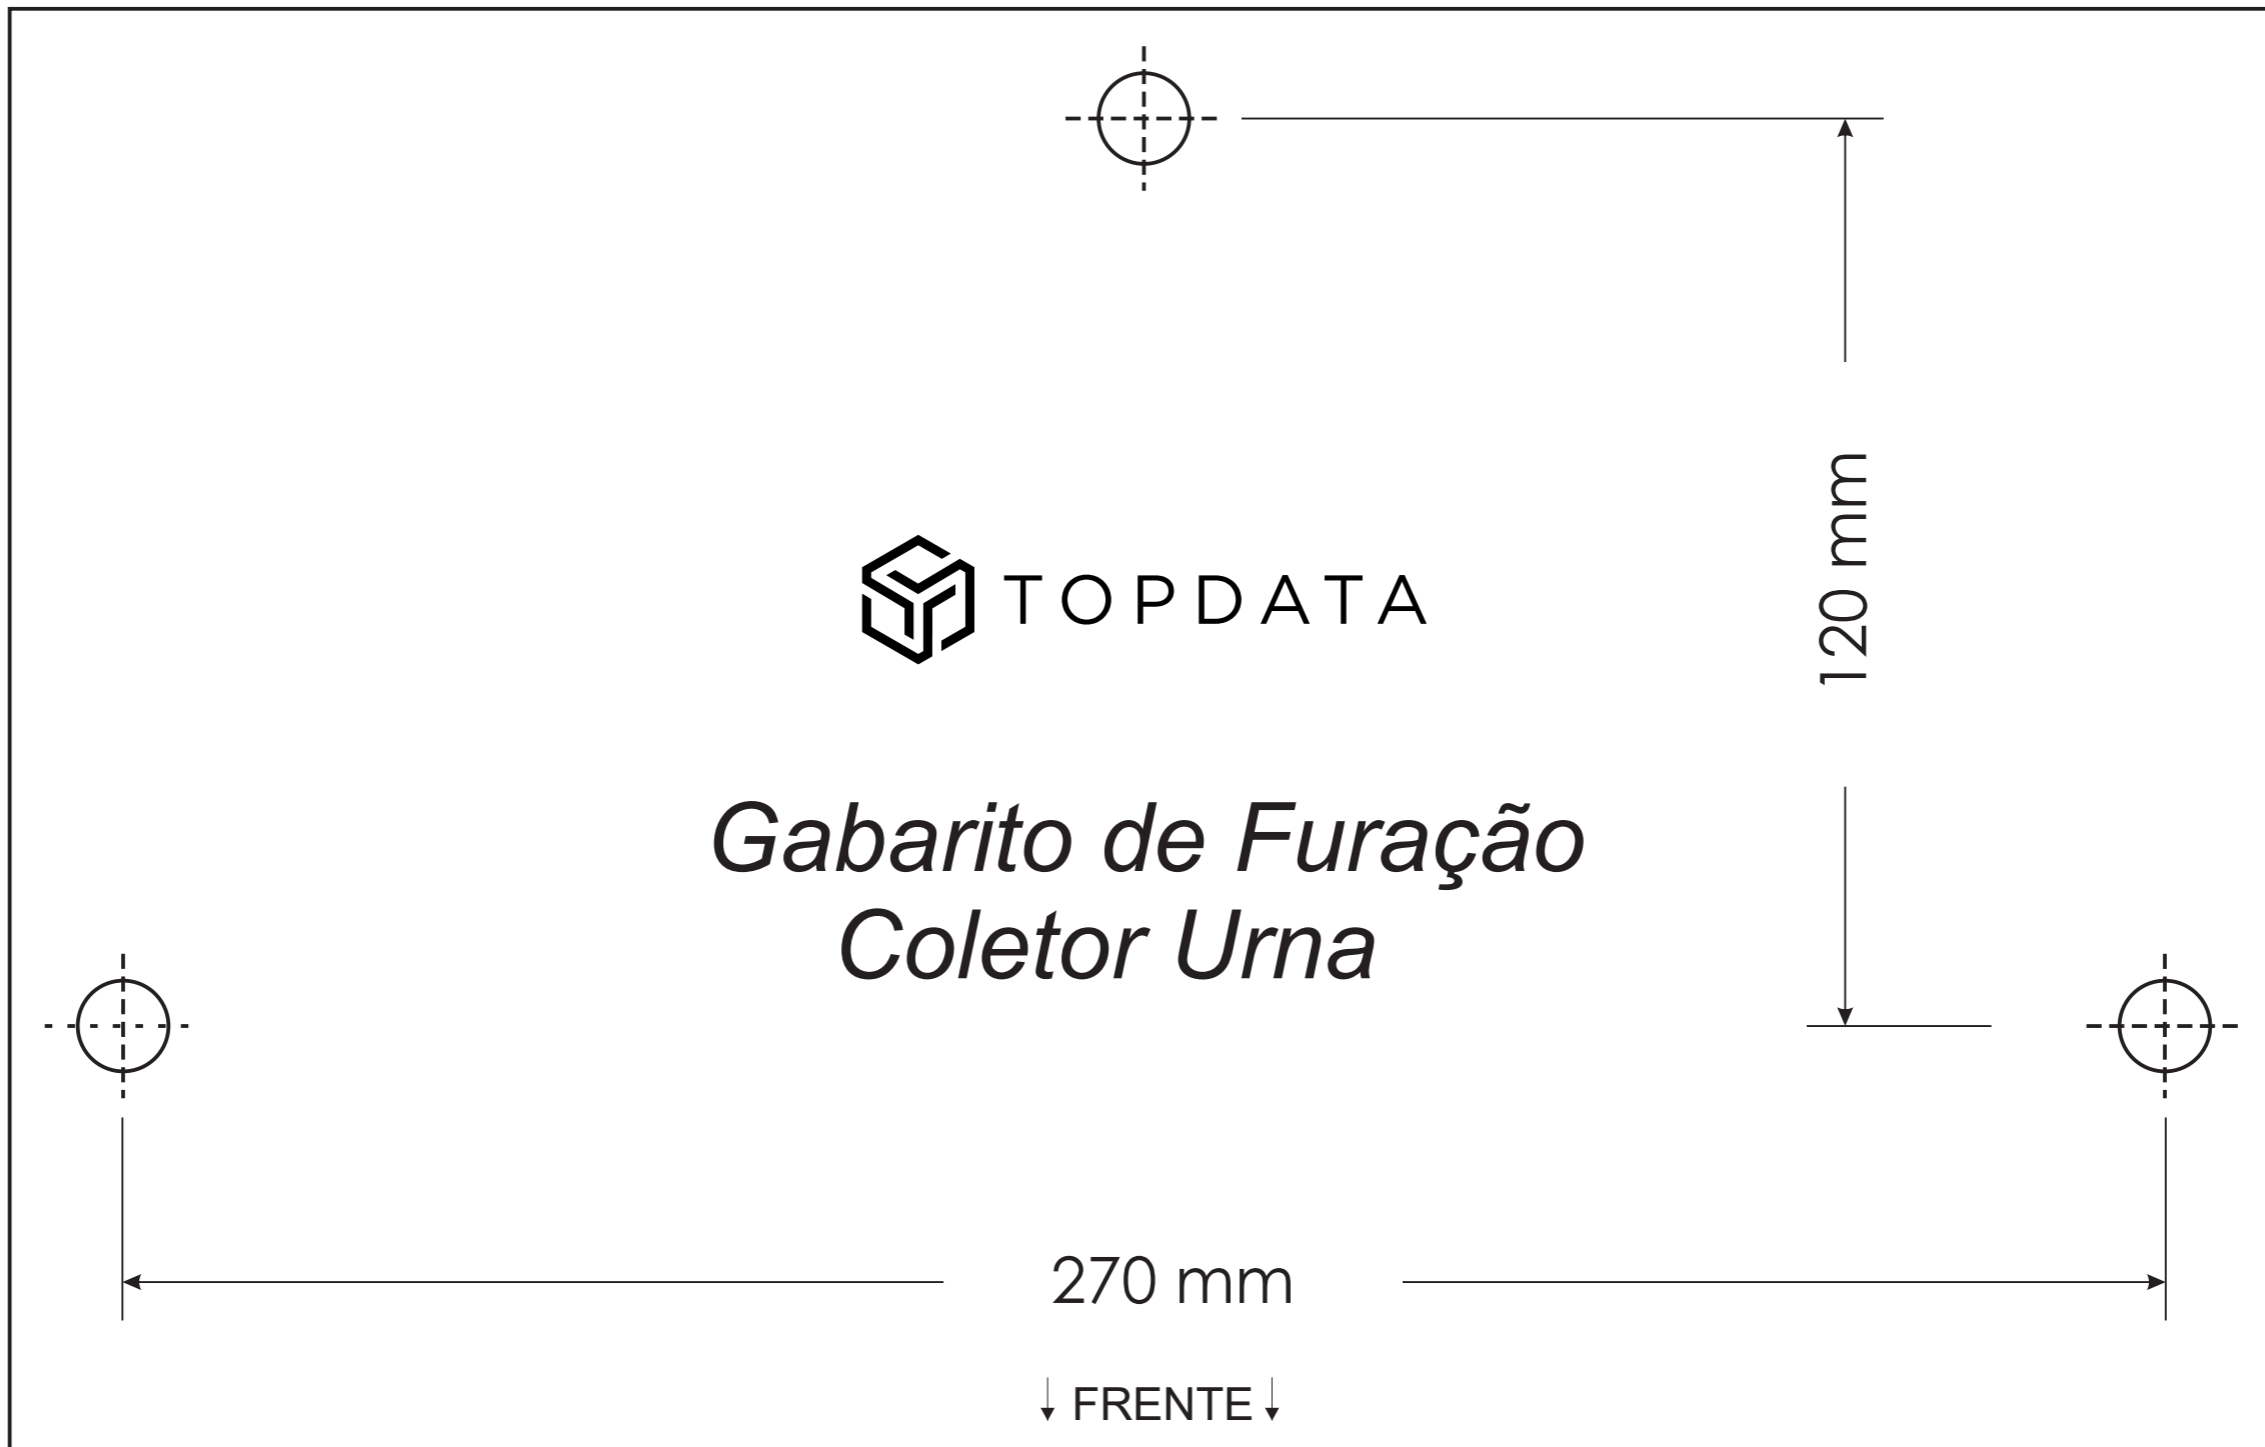 120 mm
TOPDATA
Gabarito de Furação
Coletor Urna
270 mm
FRENTE